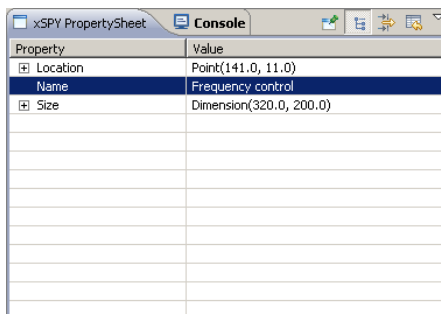 xSPY PropertySheet Console
Property Value
Location Point(141.0, 11.0)
Name Frequency control
Size Dimension(320.0, 200.0)